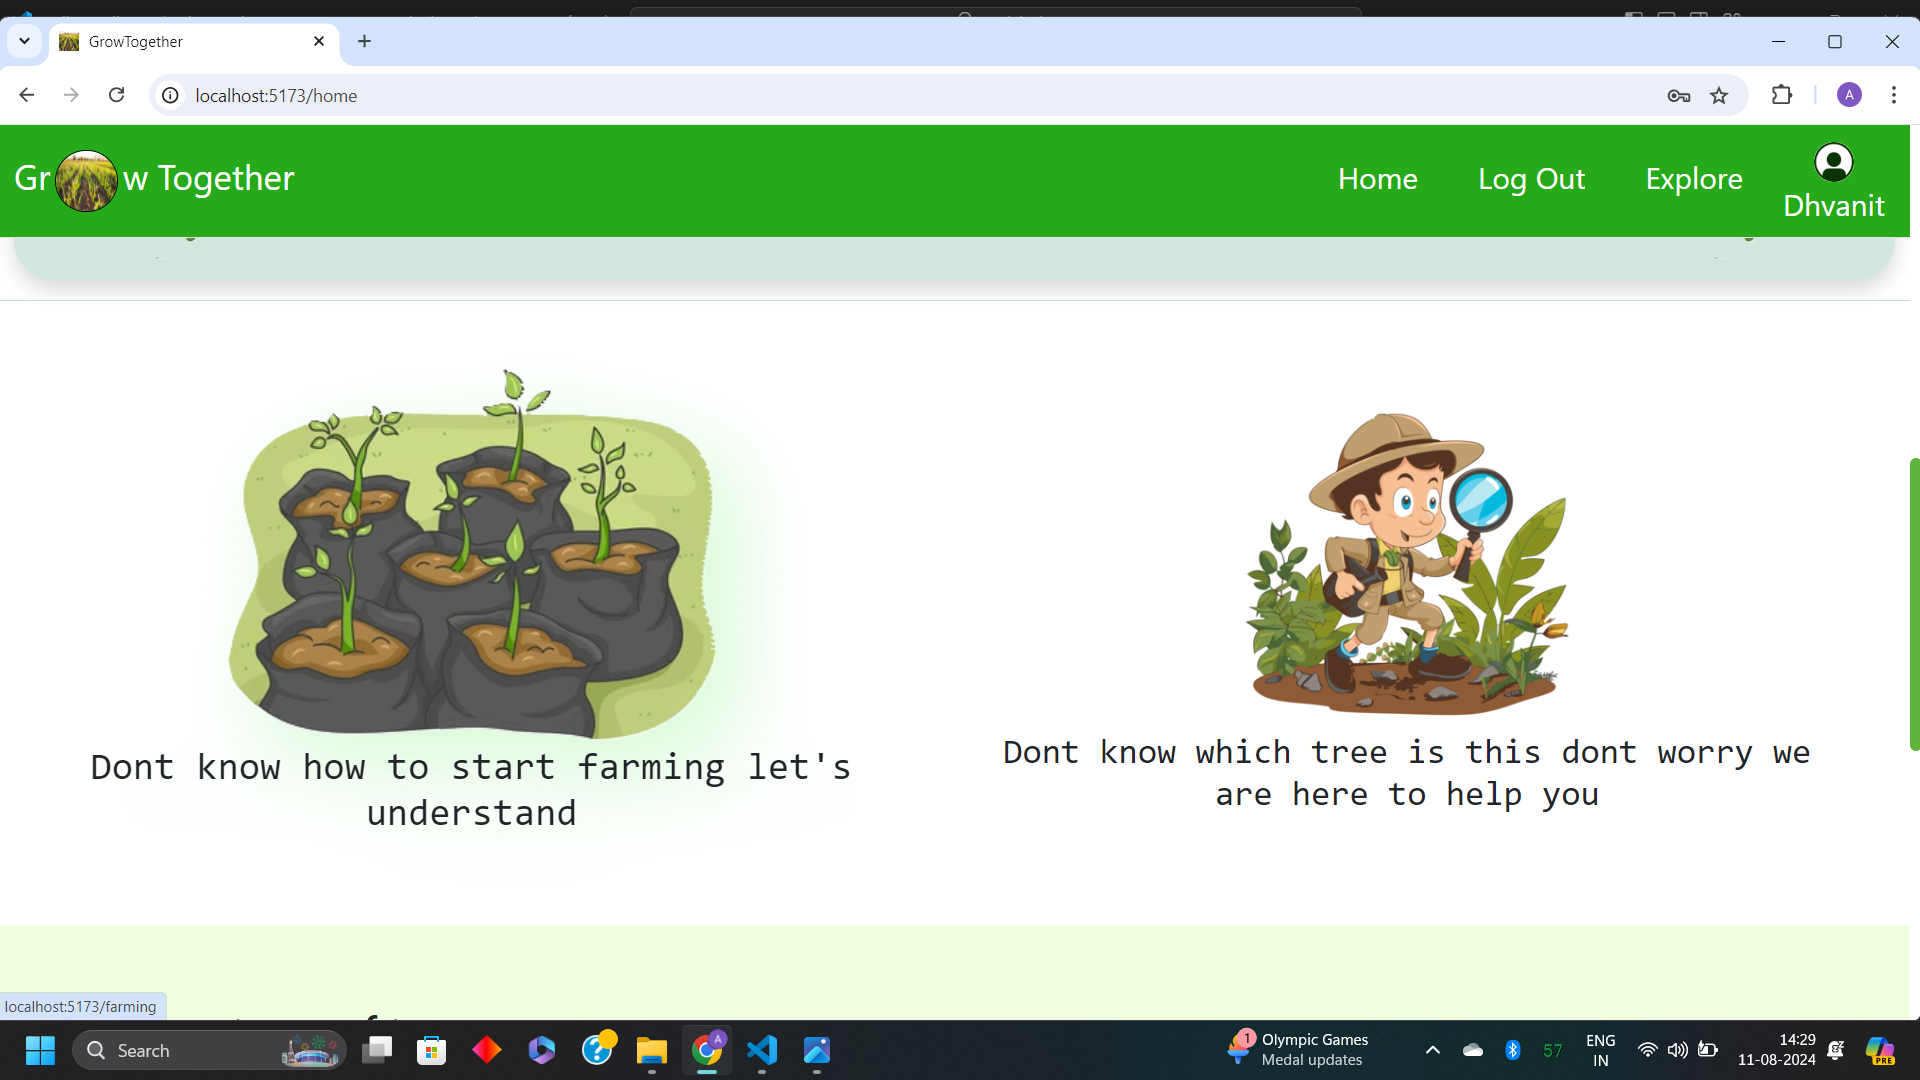 GrowTogether
localhost:5173/home
A
Gr w Together
Home
Log Out
Explore
Dhvanit
Dont know how to start farming let's
understand
Dont know which tree is this dont worry we
are here to help you
localhost:5173/farming
Search
A
1
Olympic Games
Medal updates
57
ENG
IN
14:29
11-08-2024
PRE